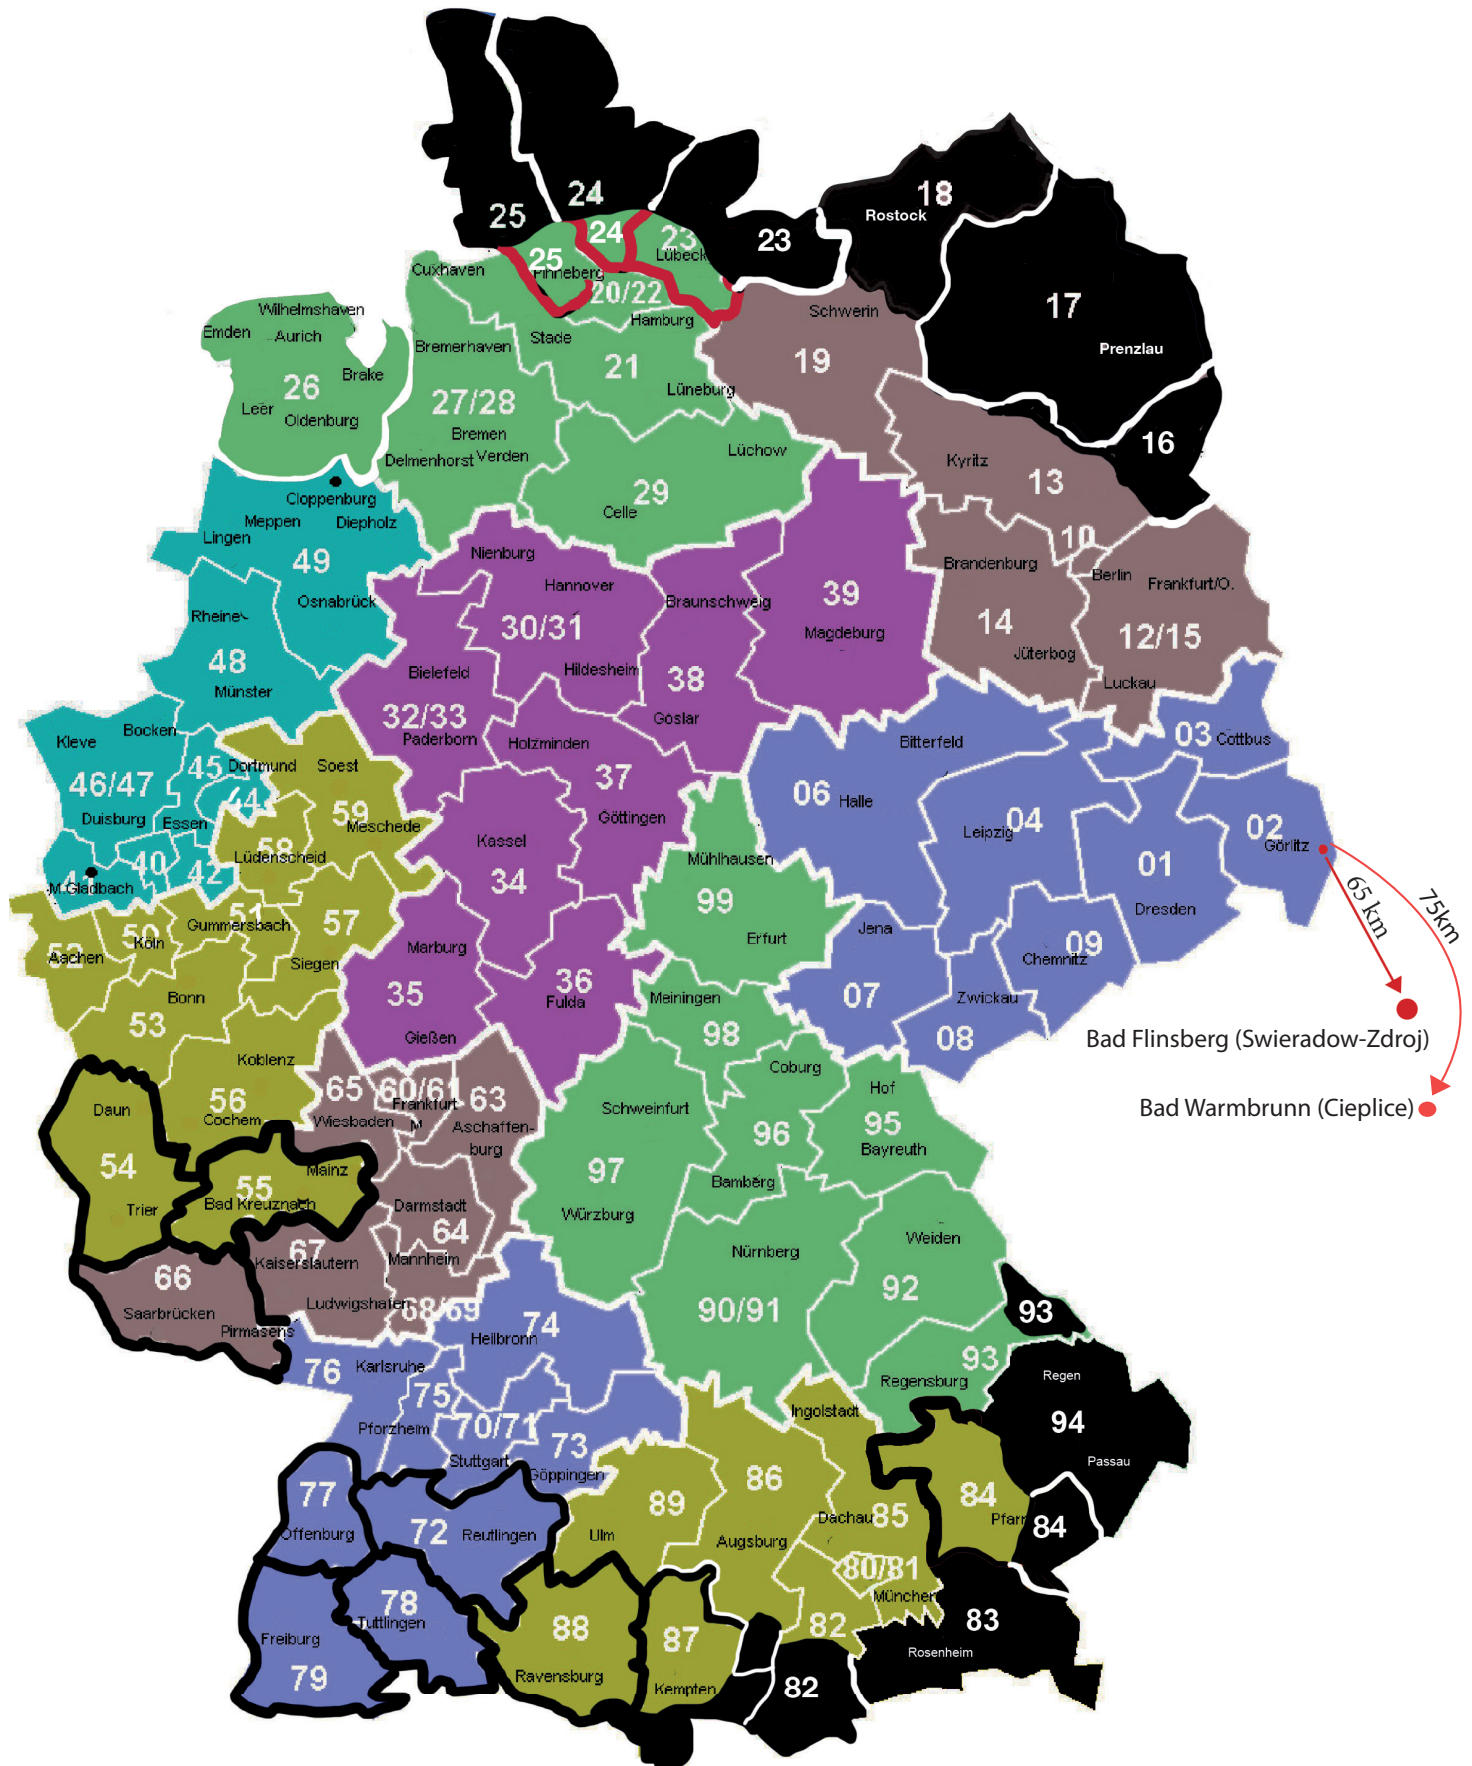 18
24
25
Rostock
24
23
23
25
Lübeck
Cuxhaven
Pinneberg
20/22
17
Wilhelmshaven
Schwerin
Hamburg
Emden
Aurich
Stade
Bremerhaven
Prenzlau
19
21
Brake
26
Lüneburg
27/28
Leer
Oldenburg
Bremen
16
Lüchow
Verden
Delmenhorst
Kyritz
13
29
Cloppenburg
Celle
Meppen
Diepholz
Lingen
10
Nienburg
49
Brandenburg
Berlin
Frankfurt/O.
Hannover
39
Osnabrück
Braunschweig
Rheine
14
30/31
Magdeburg
12/15
Jüterbog
48
Bielefeld
Hildesheim
38
Luckau
Münster
32/33
Goslar
Bocken
03
Cottbus
Kleve
Paderborn
Holzminden
Bitterfeld
45
Dortmund
Soest
46/47
37
06
Halle
44
59
Duisburg
Essen
Göttingen
04
02
Leipzig
Meschede
Kassel
Görlitz
58
Lüdenscheid
Mühlhausen
40
42
01
41
M.Gladbach
34
65 km
75km
99
51
Dresden
Gummersbach
57
50
Jena
Köln
Erfurt
52
Aachen
Marburg
09
Chemnitz
Siegen
36
35
07
Bonn
Fulda
Meiningen
Zwickau
53
98
08
Gießen
Bad Flinsberg (Swieradow-Zdroj)
Koblenz
Coburg
65
60/61
Hof
56
63
Frankfurt
M
Daun
Schweinfurt
Bad Warmbrunn (Cieplice)
Cochem
Wiesbaden
Aschaffen-
burg
96
95
Bayreuth
54
Mainz
97
55
Bamberg
Bad Kreuznach
Darmstadt
Trier
Würzburg
64
67
Nürnberg
Weiden
Kaiserslautern
Mannheim
66
92
Ludwigshafen
68/69
90/91
93
Saarbrücken
74
Pirmasens
Heilbronn
93
76
Karlsruhe
Regen
Regensburg
75
Ingolstadt
94
Pforzheim
70/71
73
Stuttgart
Passau
Göppingen
86
77
84
89
Dachau
85
Pfarr
84
Offenburg
72
Reutlingen
Ulm
Augsburg
80/81
München
78
Tuttlingen
88
82
83
87
Freiburg
Rosenheim
79
Ravensburg
Kempten
82